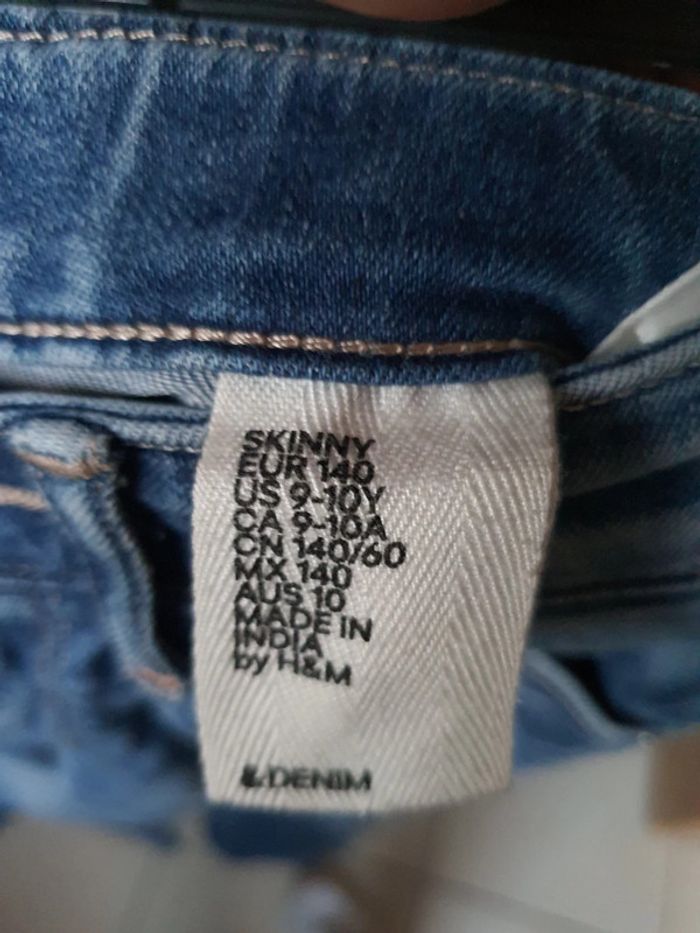 SKINNY
EUR 140
US 9-10Y
CA 9-10A
CN 140/60
MX 140
AUS 10
MADE IN
INDIA
by H&M
&DENIM